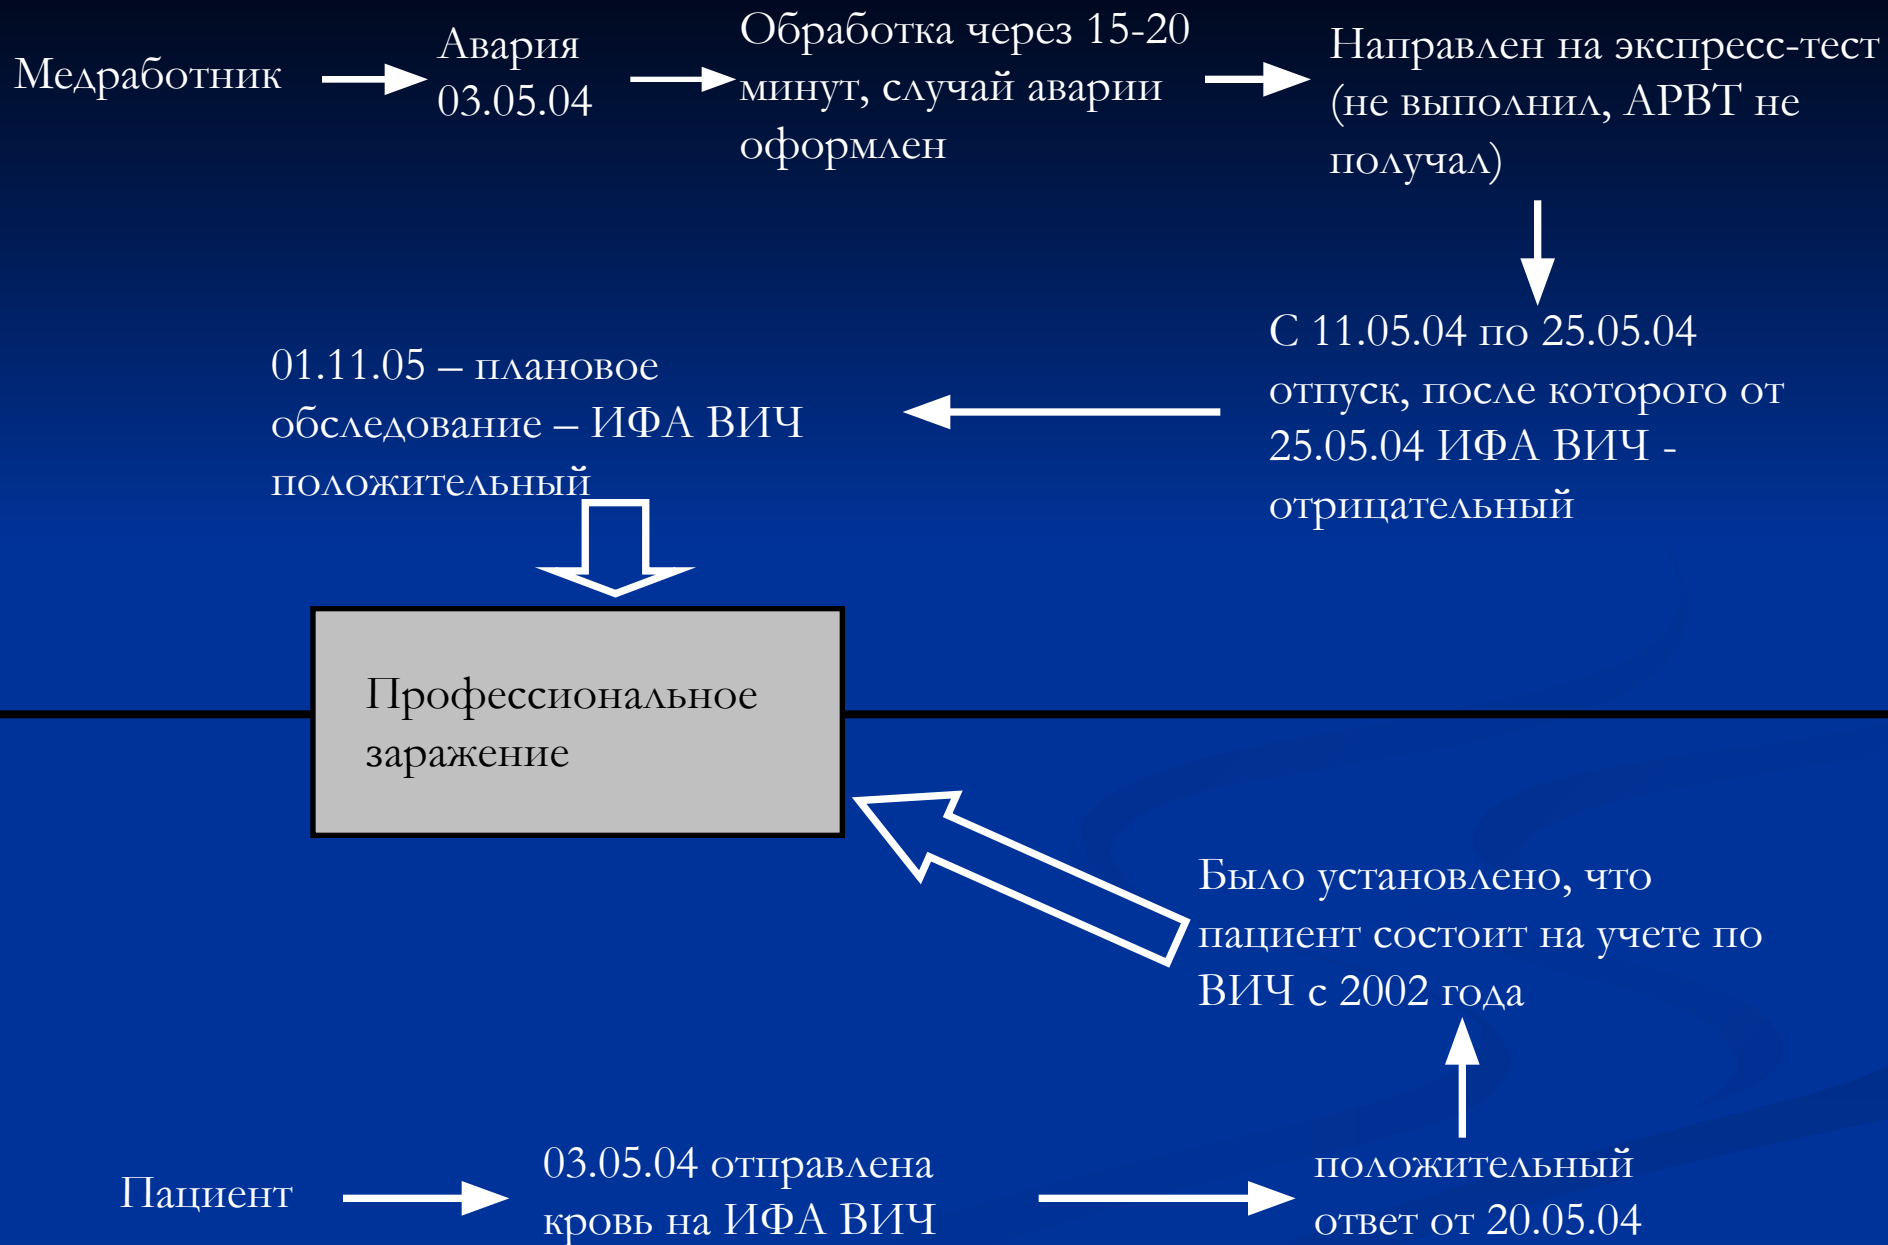 Медработник
Авария
03.05.04
Обработка через 15-20
минут, случай аварии
оформлен
Направлен на экспресс-тест
(не выполнил, АРВТ не
получал)
С 11.05.04 по 25.05.04
отпуск, после которого от
25.05.04 ИФА ВИЧ -
отрицательный
01.11.05 – плановое
обследование – ИФА ВИЧ
положительный
Профессиональное
заражение
Было установлено, что
пациент состоит на учете по
ВИЧ с 2002 года
Пациент
03.05.04 отправлена
кровь на ИФА ВИЧ
положительный
ответ от 20.05.04